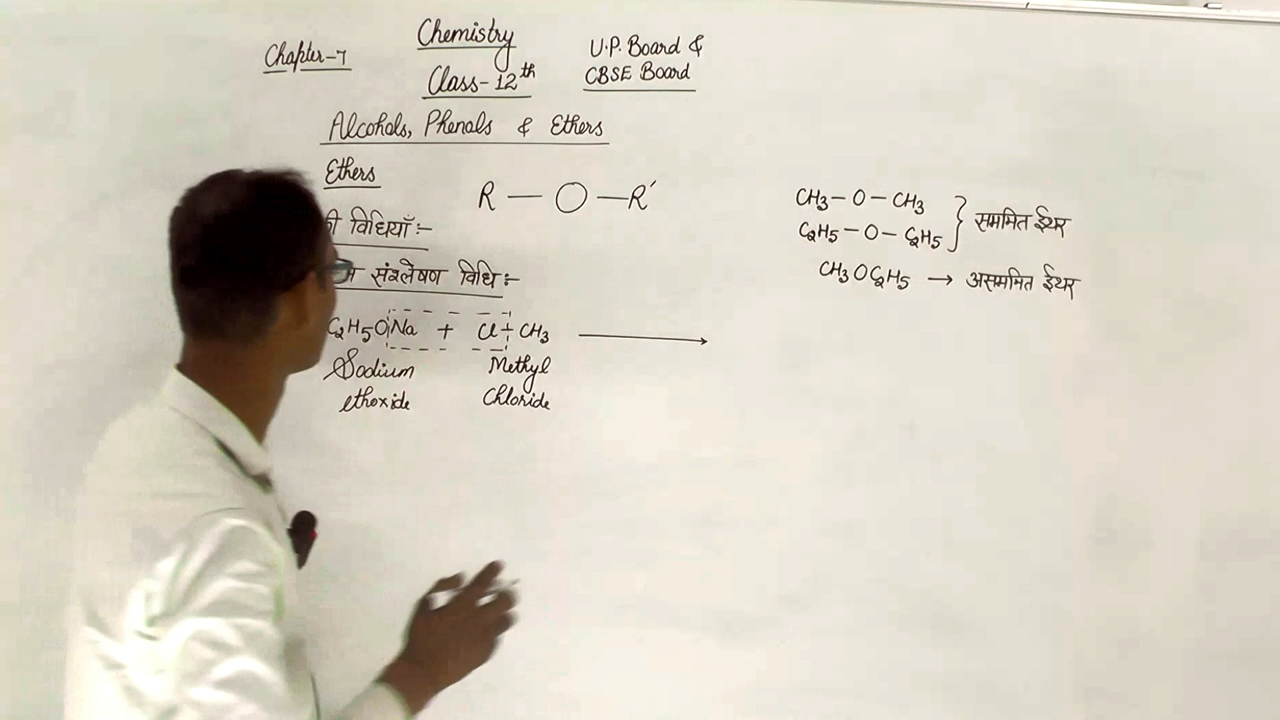 Chapter-7
Chemistry
Class-12th
U.P. Board &
CBSE Board
Alcohols, Phenols & Ethers
Ethers
R — O — R′
विधियाँ :-
संश्लेषण विधि :-
C2H5ONa + Cl - CH3
Sodium ethoxide
Methyl Chloride
CH3 - O - CH3
C2H5 - O - C2H5
सममित ईथर
CH3OC2H5 → असममित ईथर